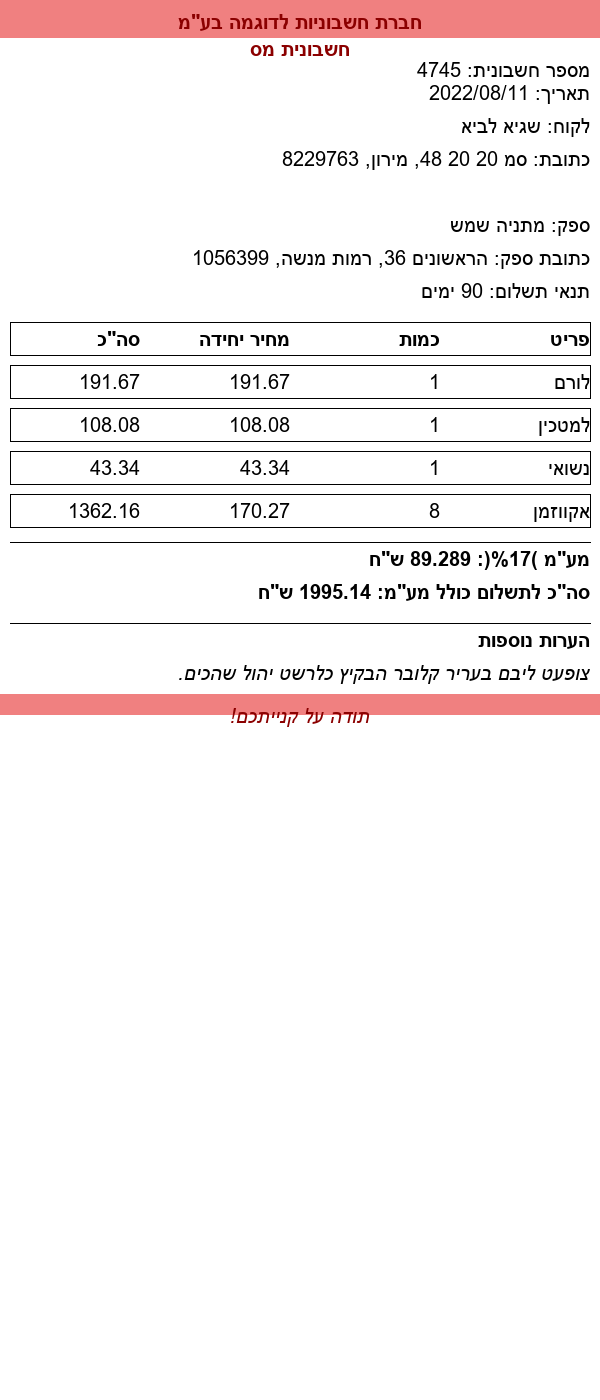 חברת חשבוניות לדוגמה בע"מ
חשבונית מס
מספר חשבונית: 4745
תאריך: 2022/08/11
לקוח: שגיא לביא
כתובת: סמ 20 20 48, מירון, 8229763
ספק: מתניה שמש
כתובת ספק: הראשונים 36, רמות מנשה, 1056399
תנאי תשלום: 90 ימים
פריט כמות מחיר יחידה סה"כ
לורם 1 191.67 191.67
למטכין 1 108.08 108.08
נשואי 1 43.34 43.34
אקווזמן 8 170.27 1362.16
מע"מ )17%(: 89.289 ש"ח
סה"כ לתשלום כולל מע"מ: 1995.14 ש"ח
הערות נוספות
צופעט ליבם בעריר קלובר הבקיץ כלרשט יהול שהכים.
תודה על קנייתכם!